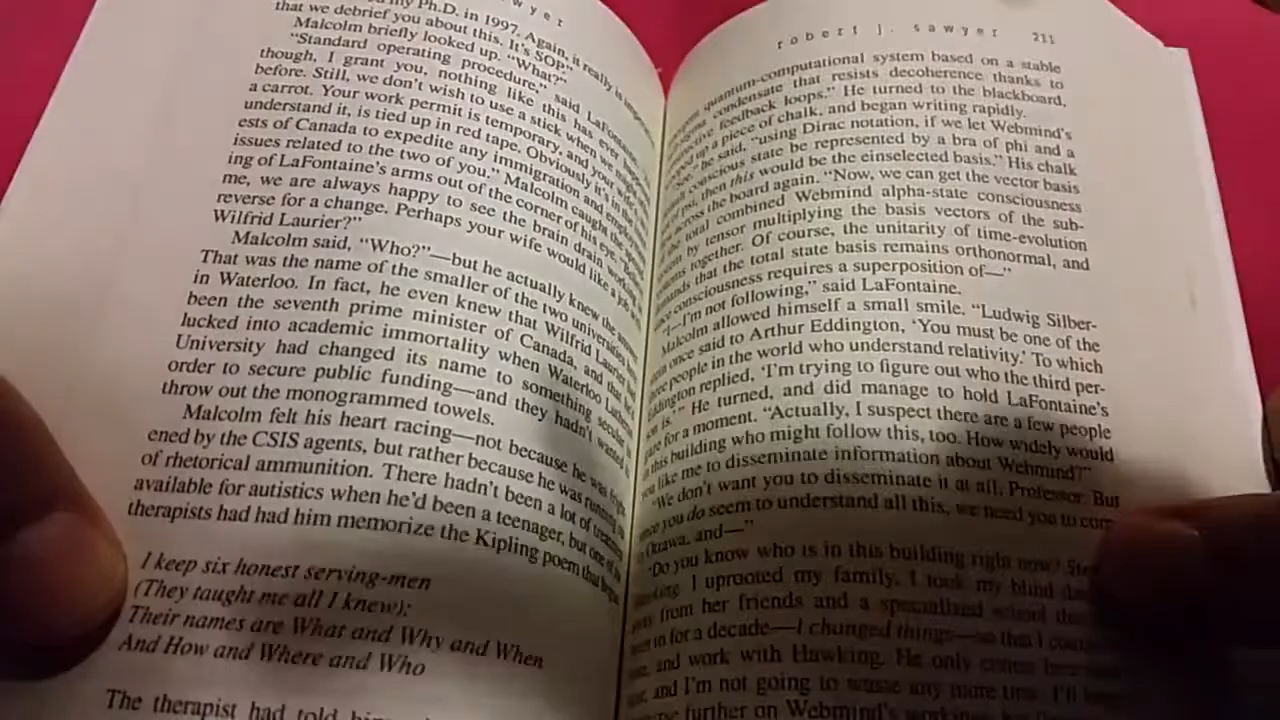 wyer
my Ph.D. in 1997. Again, it really is
that we debrief you about this. It's SOP."
Malcolm briefly looked up. "What?"
"Standard operating procedure," said LaFontaine.
though, I grant you, nothing like this has ever
before. Still, we don't wish to use a stick when we
a carrot. Your work permit is temporary, and your wife's
understand it, is tied up in red tape. Obviously it's in the
ests of Canada to expedite any immigration and
issues related to the two of you." Malcolm caught the
ing of LaFontaine's arms out of the corner of his eye.
me, we are always happy to see the brain drain
reverse for a change. Perhaps your wife would like a job
Wilfrid Laurier?"
Malcolm said, "Who?"—but he actually knew the
That was the name of the smaller of the two universities
in Waterloo. In fact, he even knew that Wilfrid Laurier
been the seventh prime minister of Canada, and that
lucked into academic immortality when Waterloo
University had changed its name to something secular
order to secure public funding—and they hadn't wanted
throw out the monogrammed towels.
Malcolm felt his heart racing—not because he was
ened by the CSIS agents, but rather because he was running
of rhetorical ammunition. There hadn't been a lot of
available for autistics when he'd been a teenager, but one of his
therapists had had him memorize the Kipling poem that
I keep six honest serving-men
(They taught me all I knew);
Their names are What and Why and When
And How and Where and Who
The therapist had told
robert j. sawyer 211
quantum-computational system based on a stable
condensate that resists decoherence thanks to
feedback loops." He turned to the blackboard,
up a piece of chalk, and began writing rapidly.
he said, "using Dirac notation, if we let Webmind's
conscious state be represented by a bra of phi and a
of psi, then this would be the einselected basis." His chalk
across the board again. "Now, we can get the vector basis
the total combined Webmind alpha-state consciousness
by tensor multiplying the basis vectors of the sub-
together. Of course, the unitarity of time-evolution
that the total state basis remains orthonormal, and
consciousness requires a superposition of—"
"I—I'm not following," said LaFontaine.
Malcolm allowed himself a small smile. "Ludwig Silber-
once said to Arthur Eddington, 'You must be one of the
people in the world who understand relativity.' To which
Eddington replied, 'I'm trying to figure out who the third per-
son is.'" He turned, and did manage to hold LaFontaine's
gaze for a moment. "Actually, I suspect there are a few people
in this building who might follow this, too. How widely would
you like me to disseminate information about Webmind?"
"We don't want you to disseminate it at all, Professor. But
you do seem to understand all this, we need you to
Ottawa, and—"
"Do you know who is in this building right now?
I uprooted my family. I took my blind
from her friends and a specialized school
in for a decade—I changed things—so that I
and work with Hawking. He only
and I'm not going to waste any more time. I'll
further on Webmind's